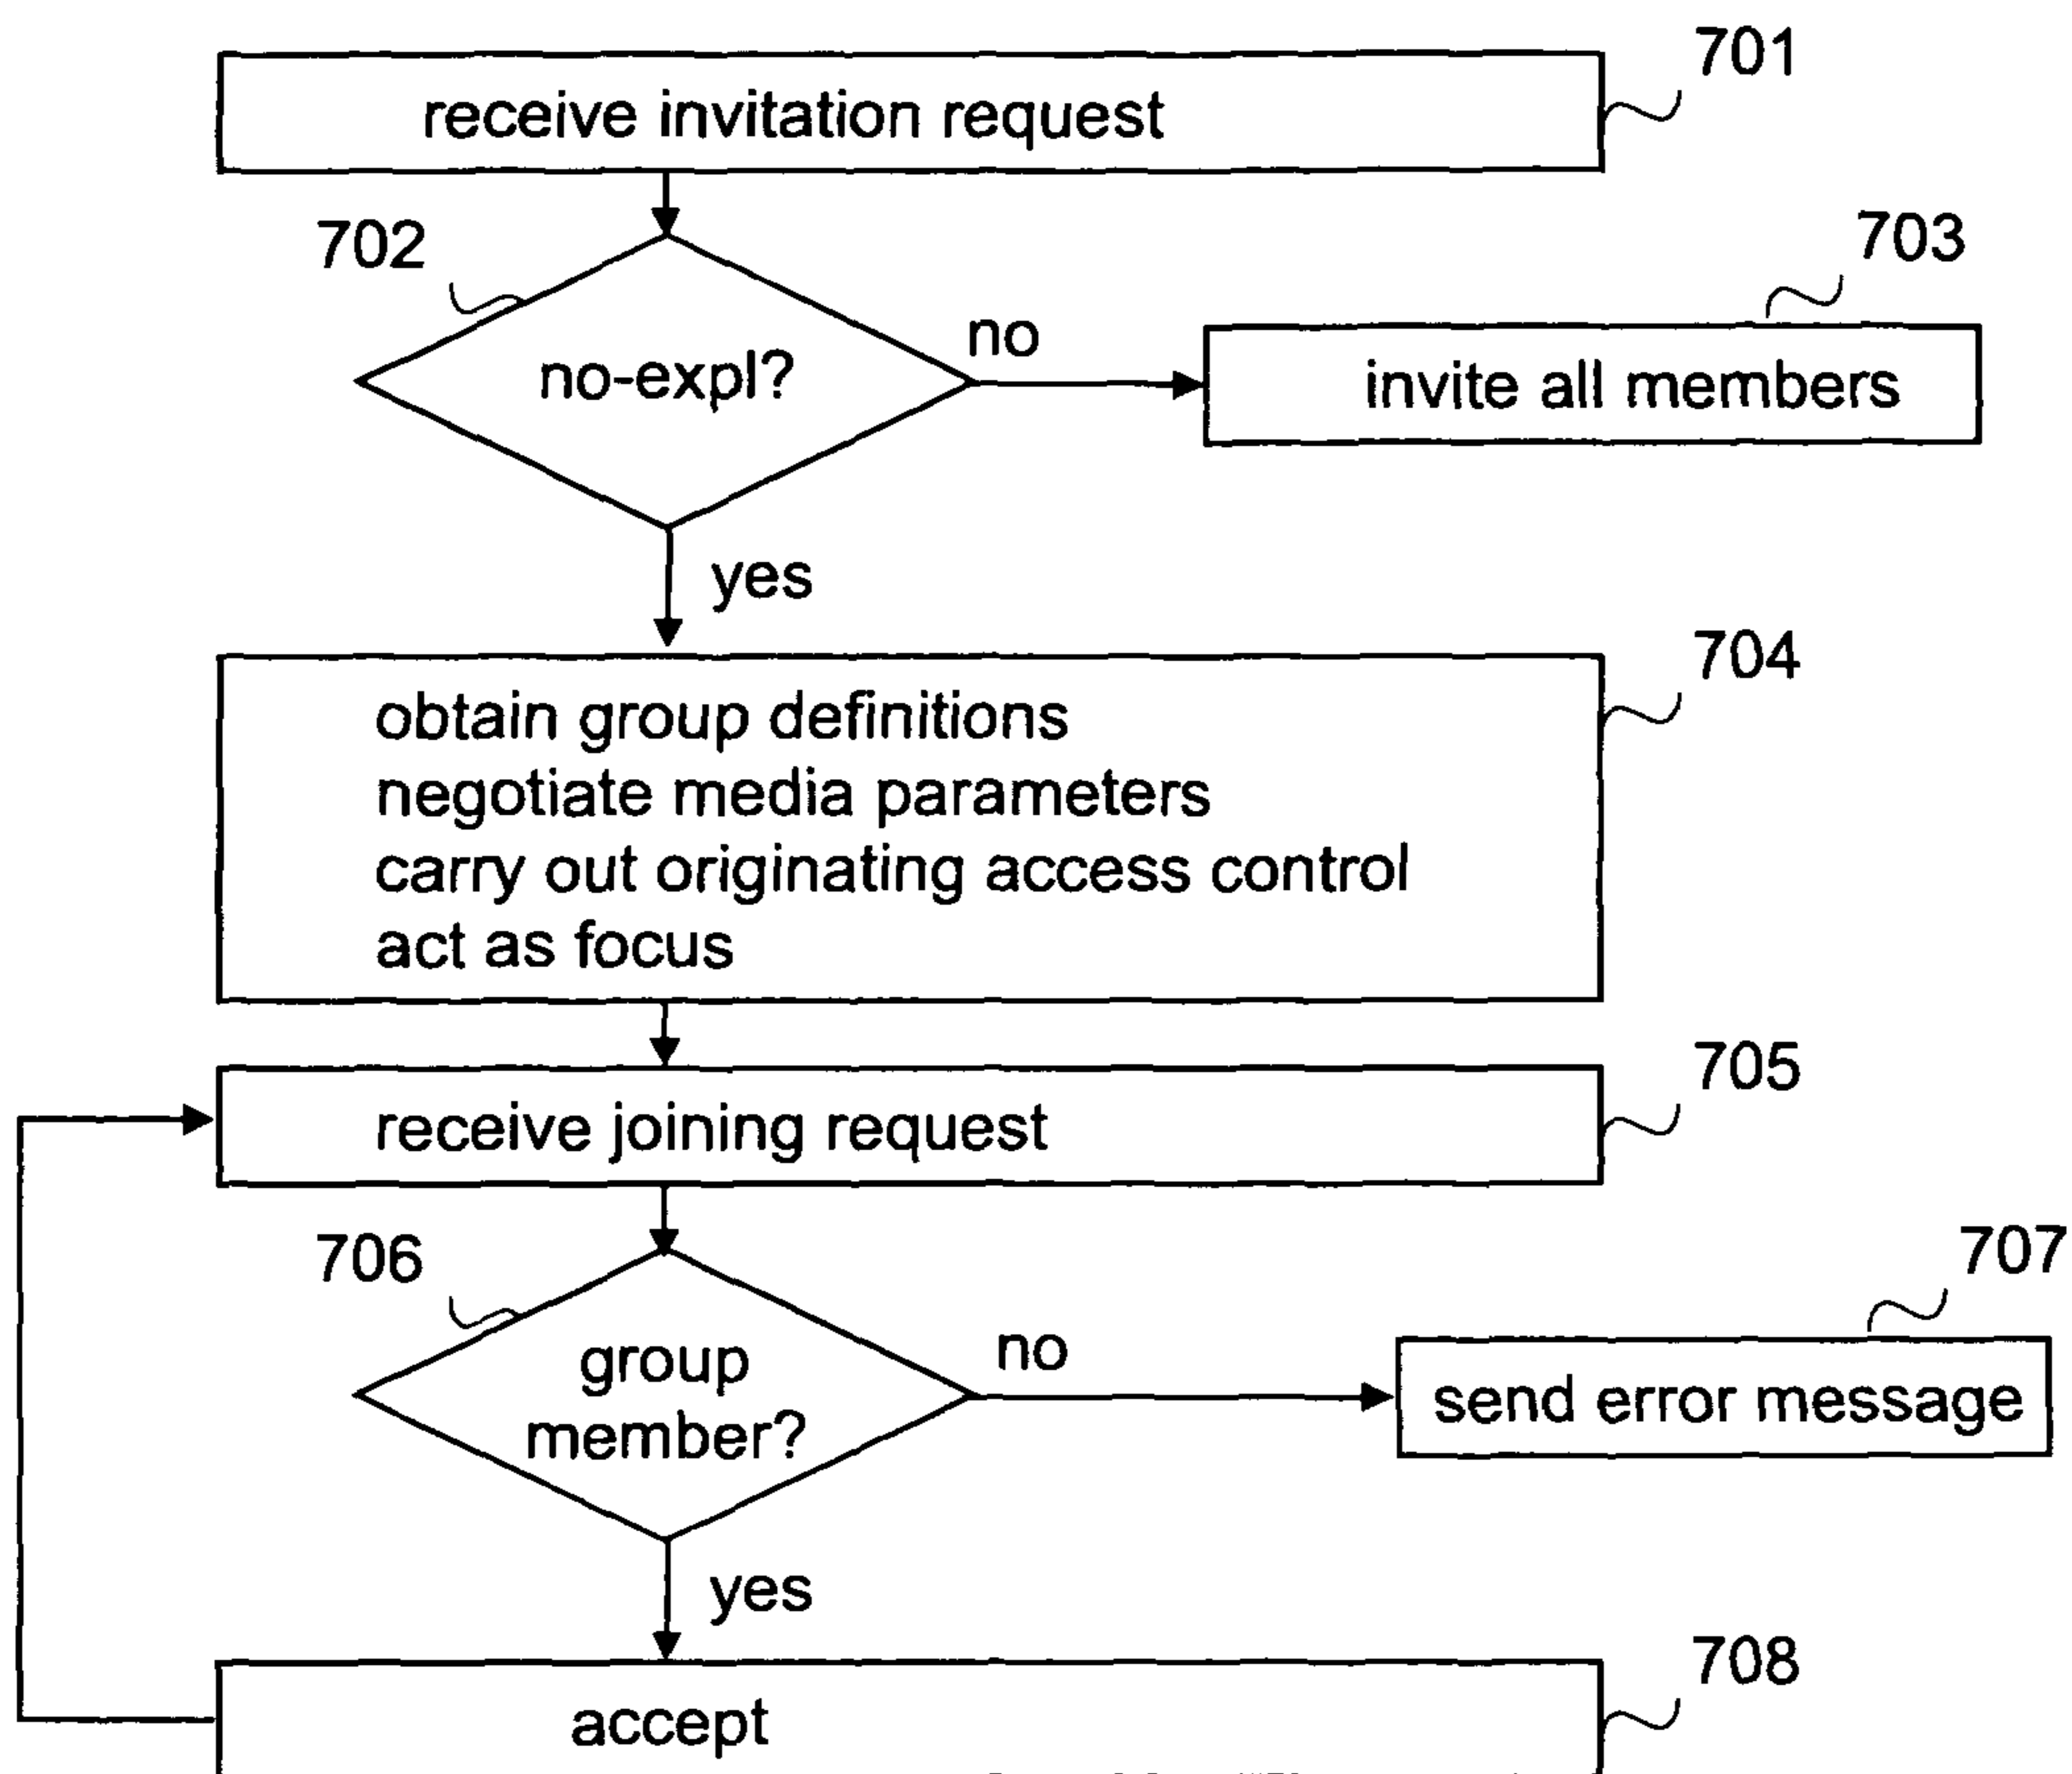 701
receive invitation request
702
703
no-expl?
no
invite all members
yes
704
obtain group definitions
negotiate media parameters
carry out originating access control
act as focus
705
receive joining request
706
707
group
member?
no
send error message
yes
708
accept